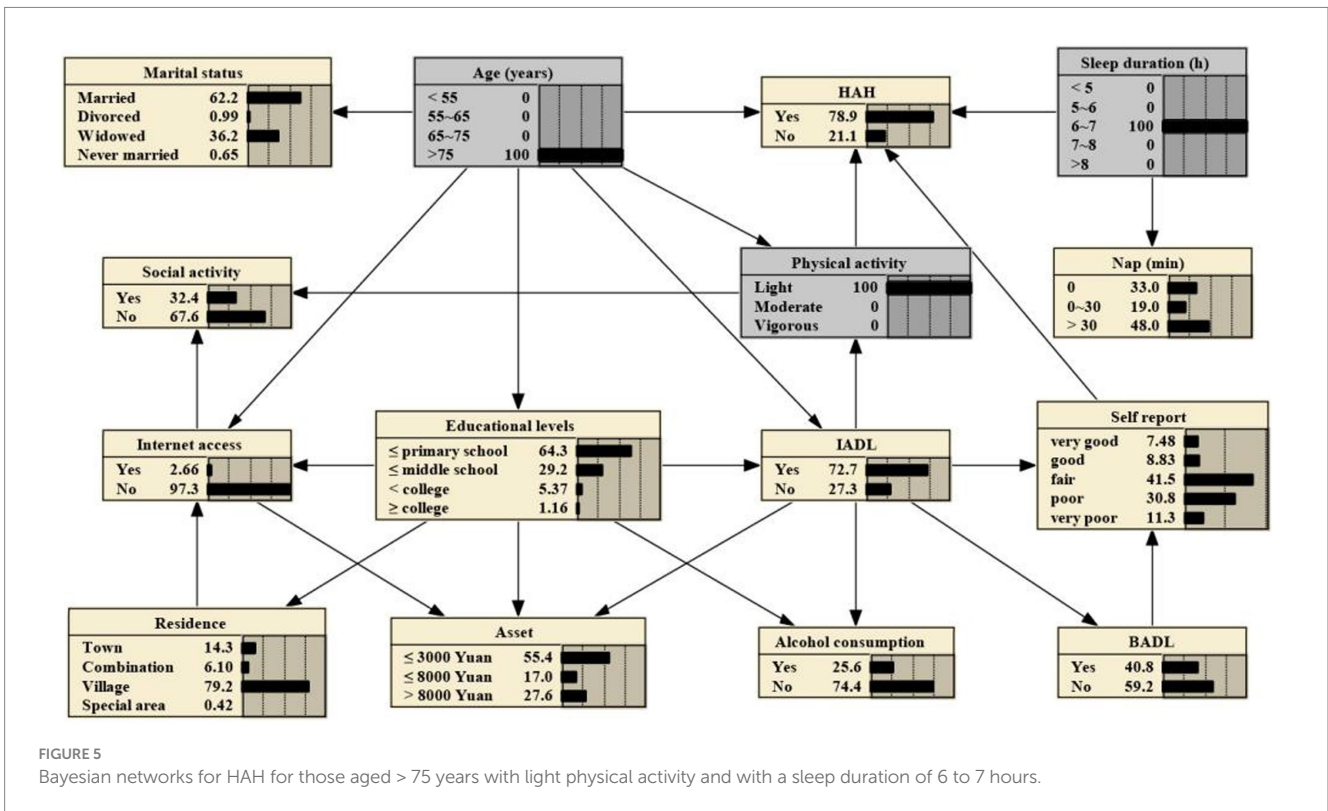 Marital status
Married 62.2
Divorced 0.99
Widowed 36.2
Never married 0.65
Age (years)
< 55 0
55~65 0
65~75 0
>75 100
HAH
Yes 78.9
No 21.1
Sleep duration (h)
< 5 0
5~6 0
6~7 100
7~8 0
>8 0
Social activity
Yes 32.4
No 67.6
Physical activity
Light 100
Moderate 0
Vigorous 0
Nap (min)
0 33.0
0~30 19.0
> 30 48.0
Internet access
Yes 2.66
No 97.3
Educational levels
≤ primary school 64.3
≤ middle school 29.2
< college 5.37
≥ college 1.16
IADL
Yes 72.7
No 27.3
Self report
very good 7.48
good 8.83
fair 41.5
poor 30.8
very poor 11.3
Residence
Town 14.3
Combination 6.10
Village 79.2
Special area 0.42
Asset
≤ 3000 Yuan 55.4
≤ 8000 Yuan 17.0
> 8000 Yuan 27.6
Alcohol consumption
Yes 25.6
No 74.4
BADL
Yes 40.8
No 59.2
FIGURE 5
Bayesian networks for HAH for those aged > 75 years with light physical activity and with a sleep duration of 6 to 7 hours.